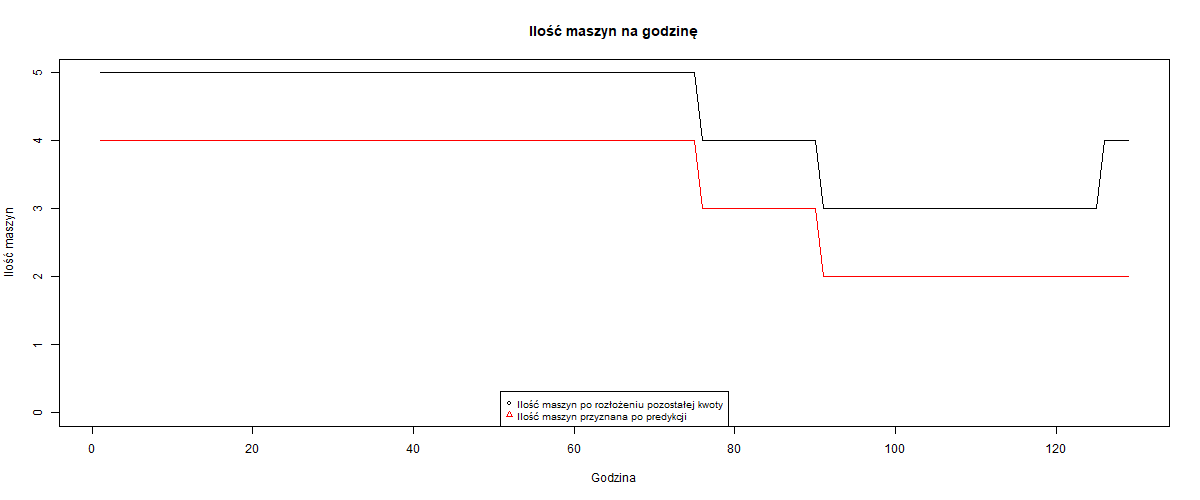 Ilość maszyn na godzinę
Ilość maszyn
5
4
3
2
1
0
Ilość maszyn po rozłożeniu pozostałej kwoty
Ilość maszyn przyznana po predykcji
0 20 40 60 80 100 120
Godzina